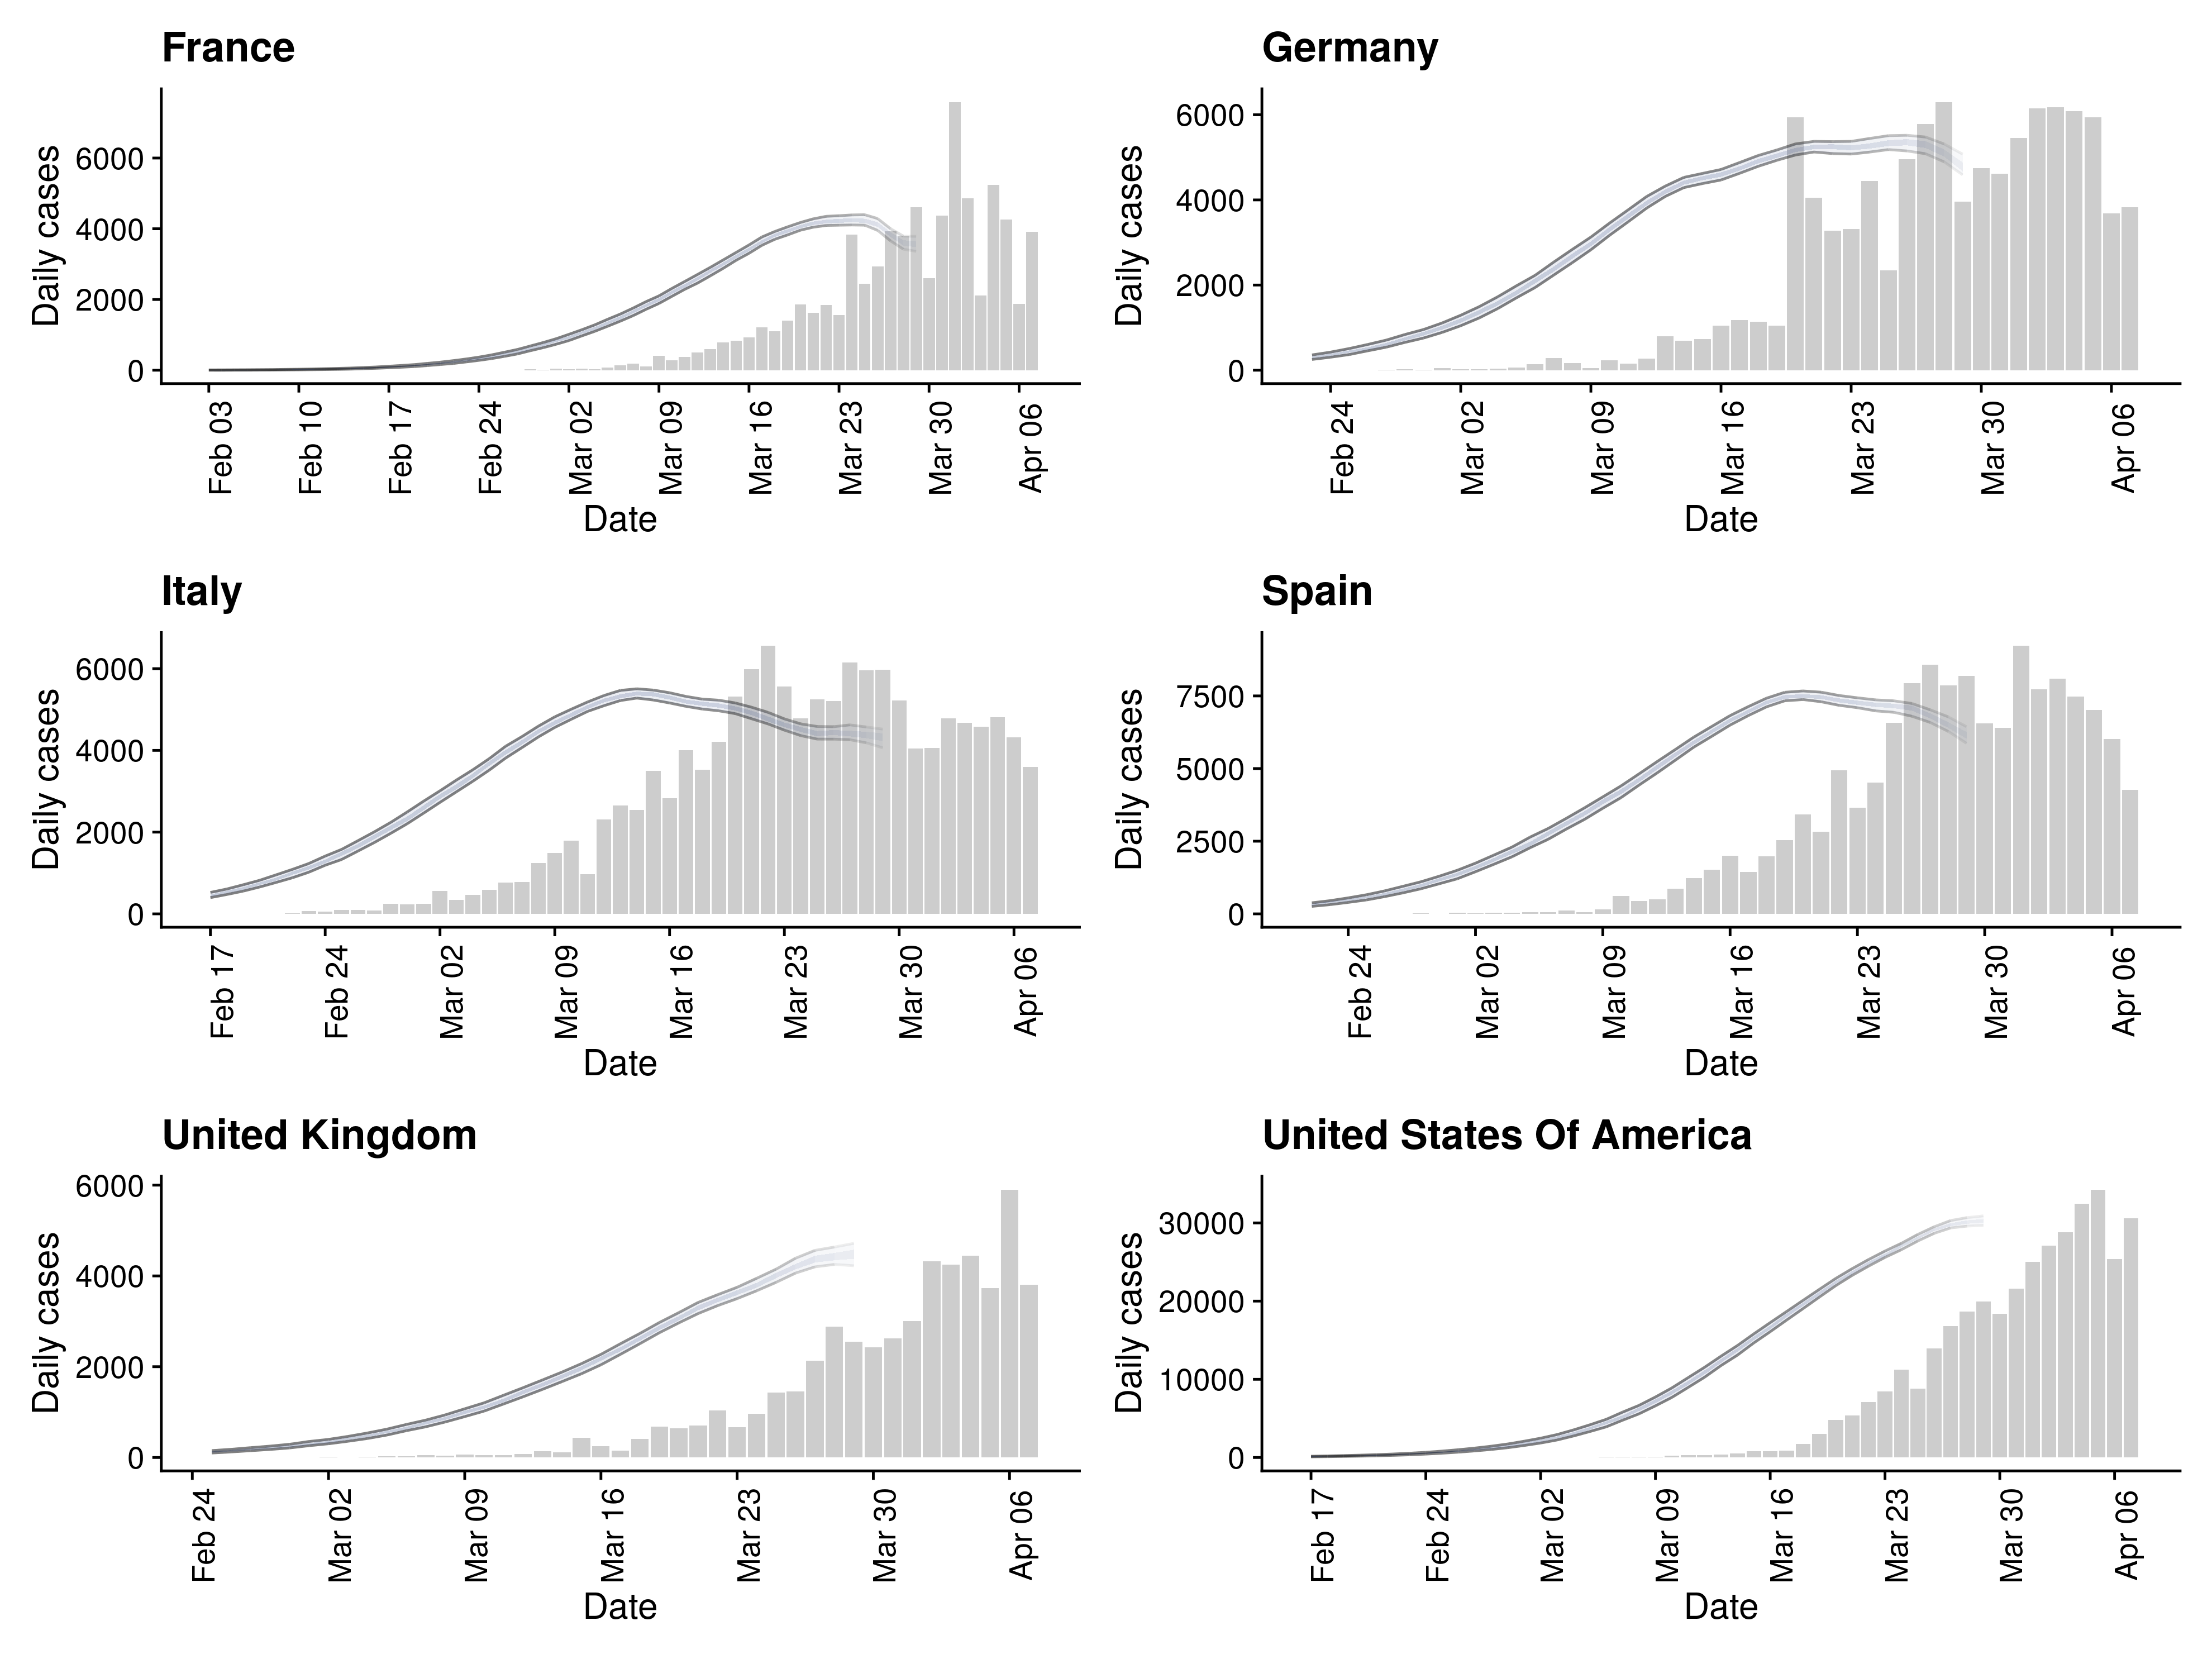 France
Daily cases
6000
4000
2000
0
Feb 03
Feb 10
Feb 17
Feb 24
Mar 02
Mar 09
Mar 16
Mar 23
Mar 30
Apr 06
Date
Germany
Daily cases
6000
4000
2000
0
Feb 24
Mar 02
Mar 09
Mar 16
Mar 23
Mar 30
Apr 06
Date
Italy
Daily cases
6000
4000
2000
0
Feb 17
Feb 24
Mar 02
Mar 09
Mar 16
Mar 23
Mar 30
Apr 06
Date
Spain
Daily cases
7500
5000
2500
0
Feb 24
Mar 02
Mar 09
Mar 16
Mar 23
Mar 30
Apr 06
Date
United Kingdom
Daily cases
6000
4000
2000
0
Feb 24
Mar 02
Mar 09
Mar 16
Mar 23
Mar 30
Apr 06
Date
United States Of America
Daily cases
30000
20000
10000
0
Feb 17
Feb 24
Mar 02
Mar 09
Mar 16
Mar 23
Mar 30
Apr 06
Date